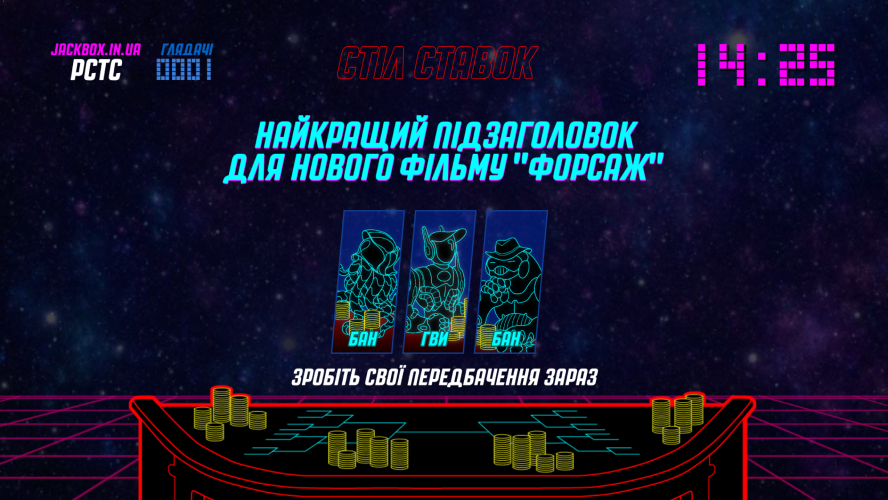 JACKBOX.IN.UA
РСТС
ГЛЯДАЧІ
0001
СТІЛ СТАВОК
14:25
НАЙКРАЩИЙ ПІДЗАГОЛОВОК
ДЛЯ НОВОГО ФІЛЬМУ "ФОРСАЖ"
БАН
ГВИ
БАН
ЗРОБІТЬ СВОЇ ПЕРЕДБАЧЕННЯ ЗАРАЗ